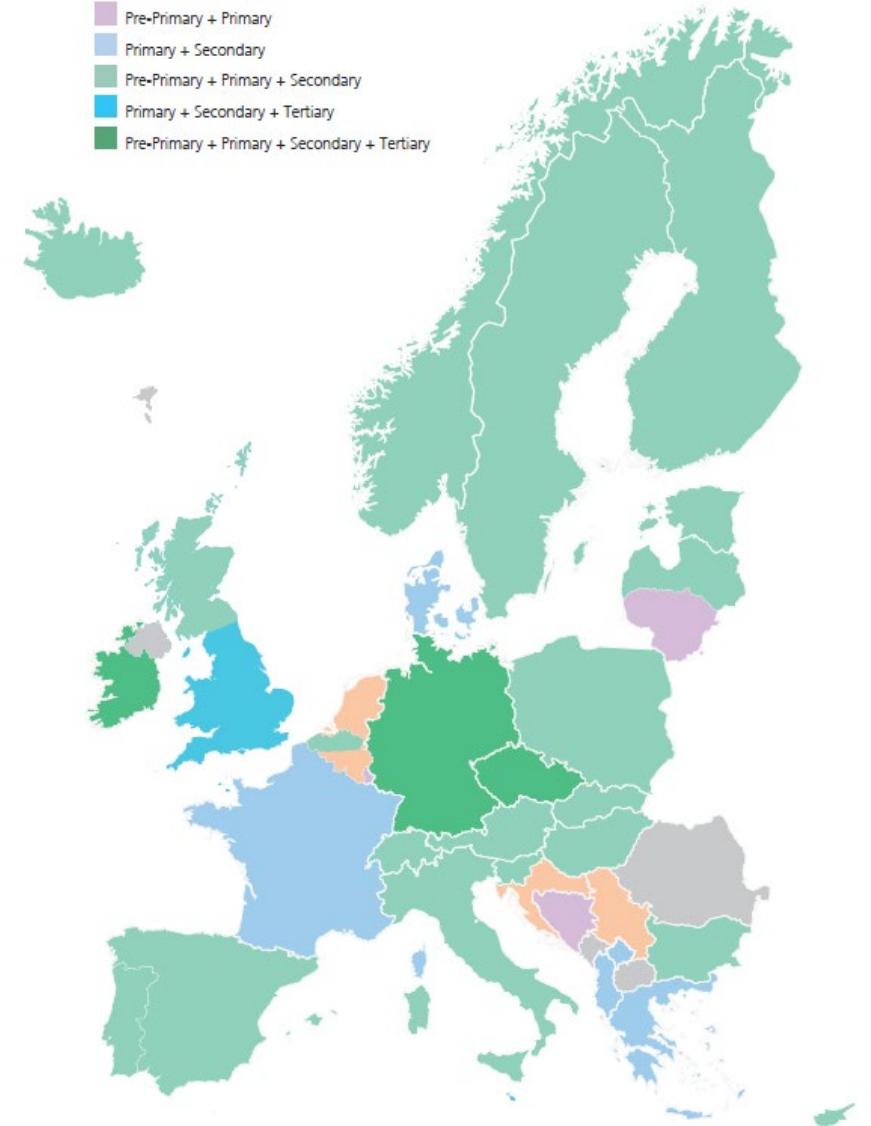 Pre-Primary + Primary
Primary + Secondary
Pre-Primary + Primary + Secondary
Primary + Secondary + Tertiary
Pre-Primary + Primary + Secondary + Tertiary